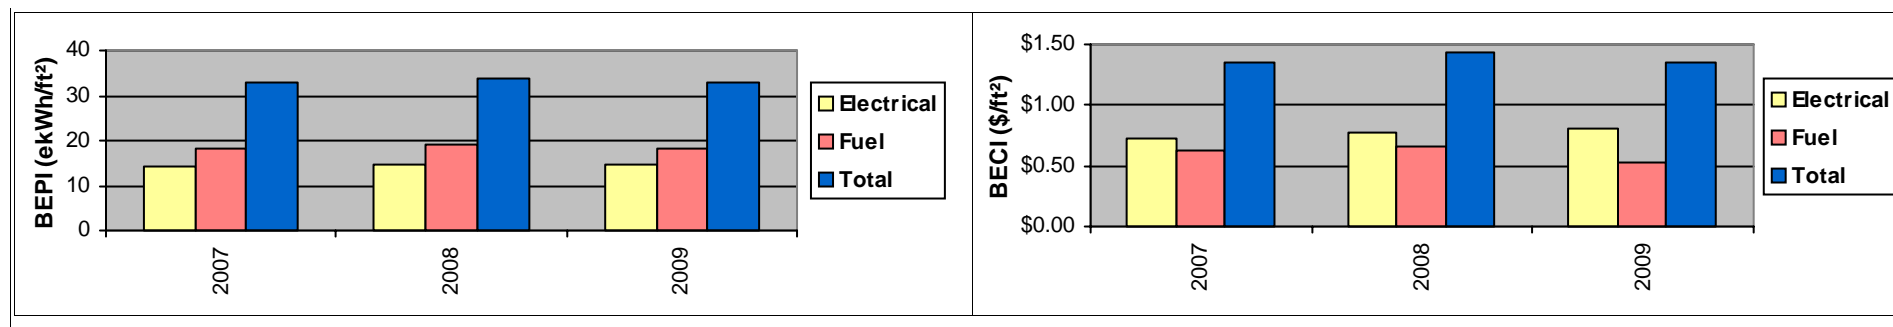 BEPI (ekWh/ft²)
40
30
20
10
0
2007
2008
2009
Electrical
Fuel
Total
BECI ($/ft²)
$1.50
$1.00
$0.50
$0.00
2007
2008
2009
Electrical
Fuel
Total